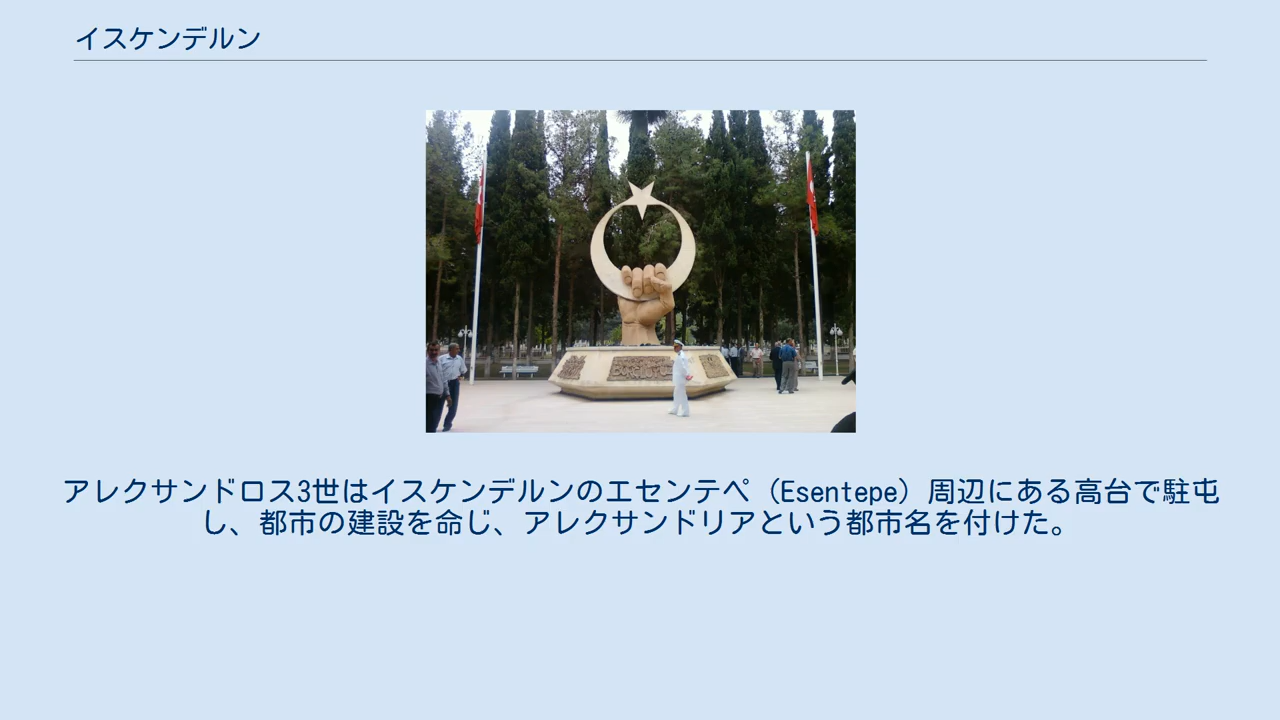 イスケンデルン
アレクサンドロス3世はイスケンデルンのエセンテペ（Esentepe）周辺にある高台で駐屯
し、都市の建設を命じ、アレクサンドリアという都市名を付けた。